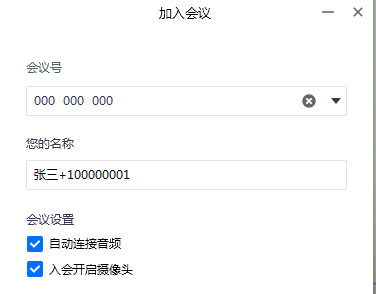 加入会议
会议号
000 000 000
您的名称
张三+100000001
会议设置
自动连接音频
入会开启摄像头